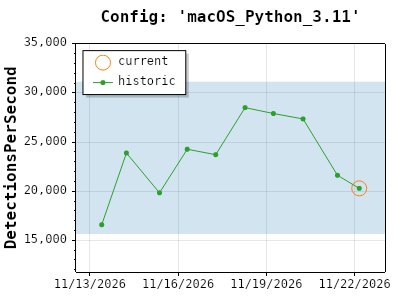 Config: 'macOS_Python_3.11'
35,000
30,000
25,000
20,000
15,000
DetectionsPerSecond
current
historic
11/13/2026
11/16/2026
11/19/2026
11/22/2026